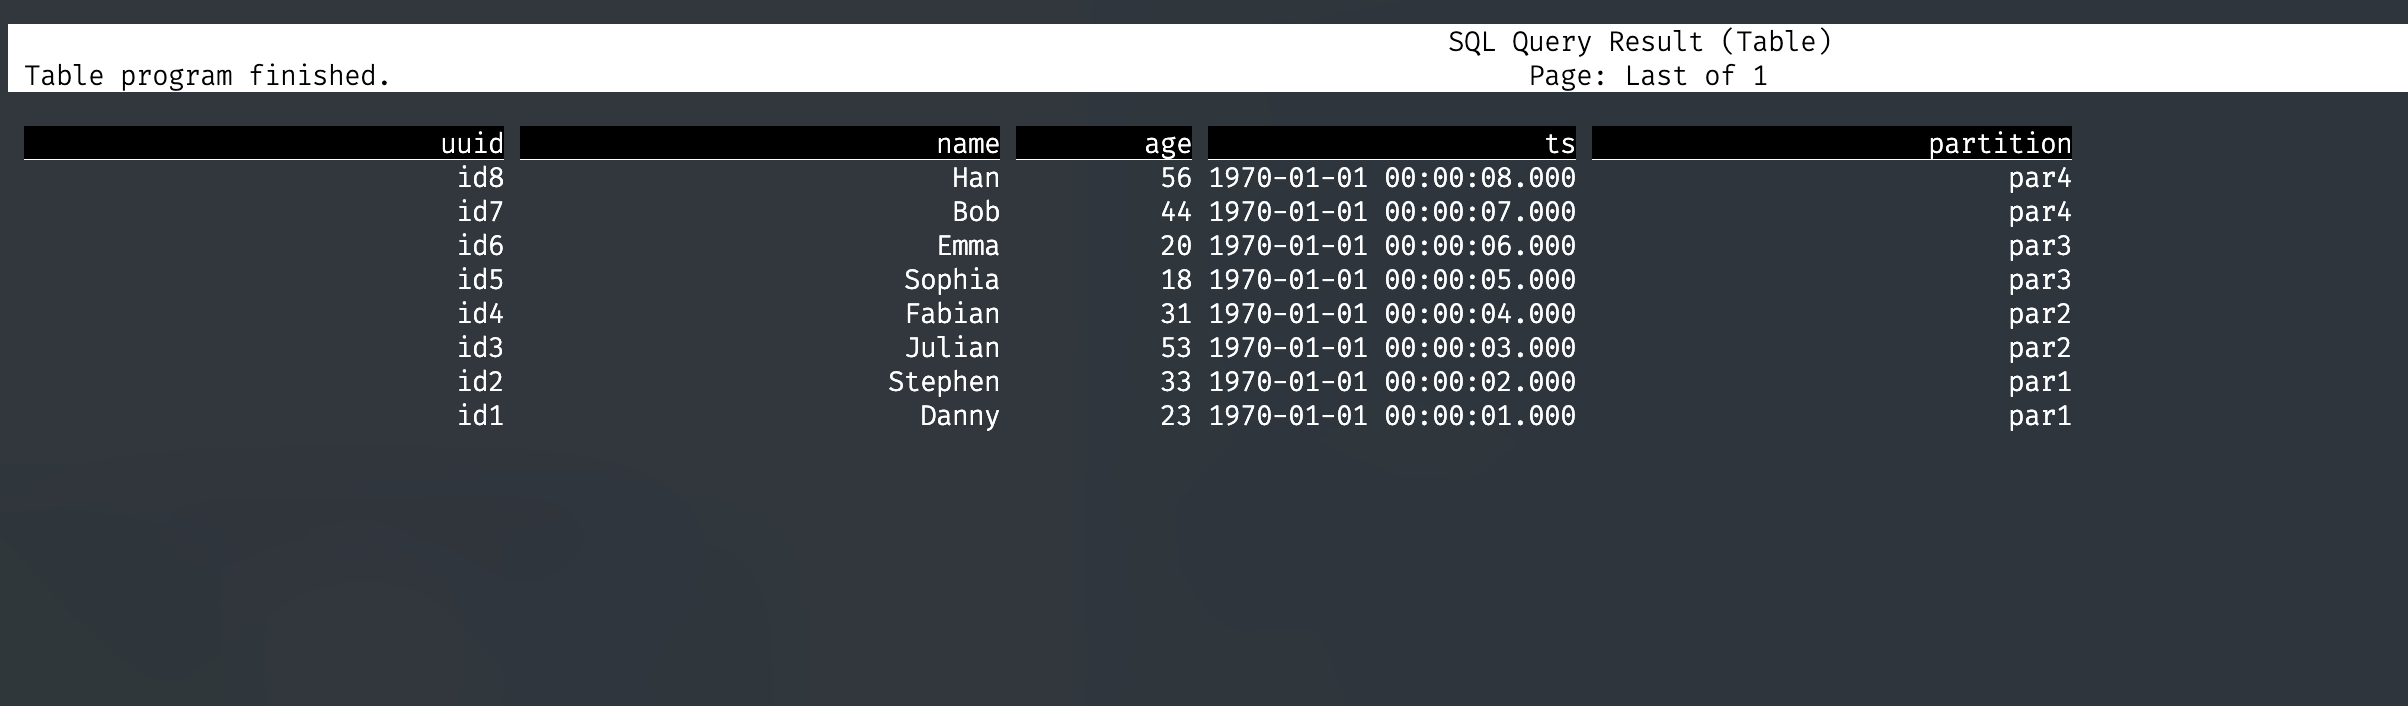 SQL Query Result (Table)
Table program finished. Page: Last of 1
uuid name age ts partition
id8 Han 56 1970-01-01 00:00:08.000 par4
id7 Bob 44 1970-01-01 00:00:07.000 par4
id6 Emma 20 1970-01-01 00:00:06.000 par3
id5 Sophia 18 1970-01-01 00:00:05.000 par3
id4 Fabian 31 1970-01-01 00:00:04.000 par2
id3 Julian 53 1970-01-01 00:00:03.000 par2
id2 Stephen 33 1970-01-01 00:00:02.000 par1
id1 Danny 23 1970-01-01 00:00:01.000 par1